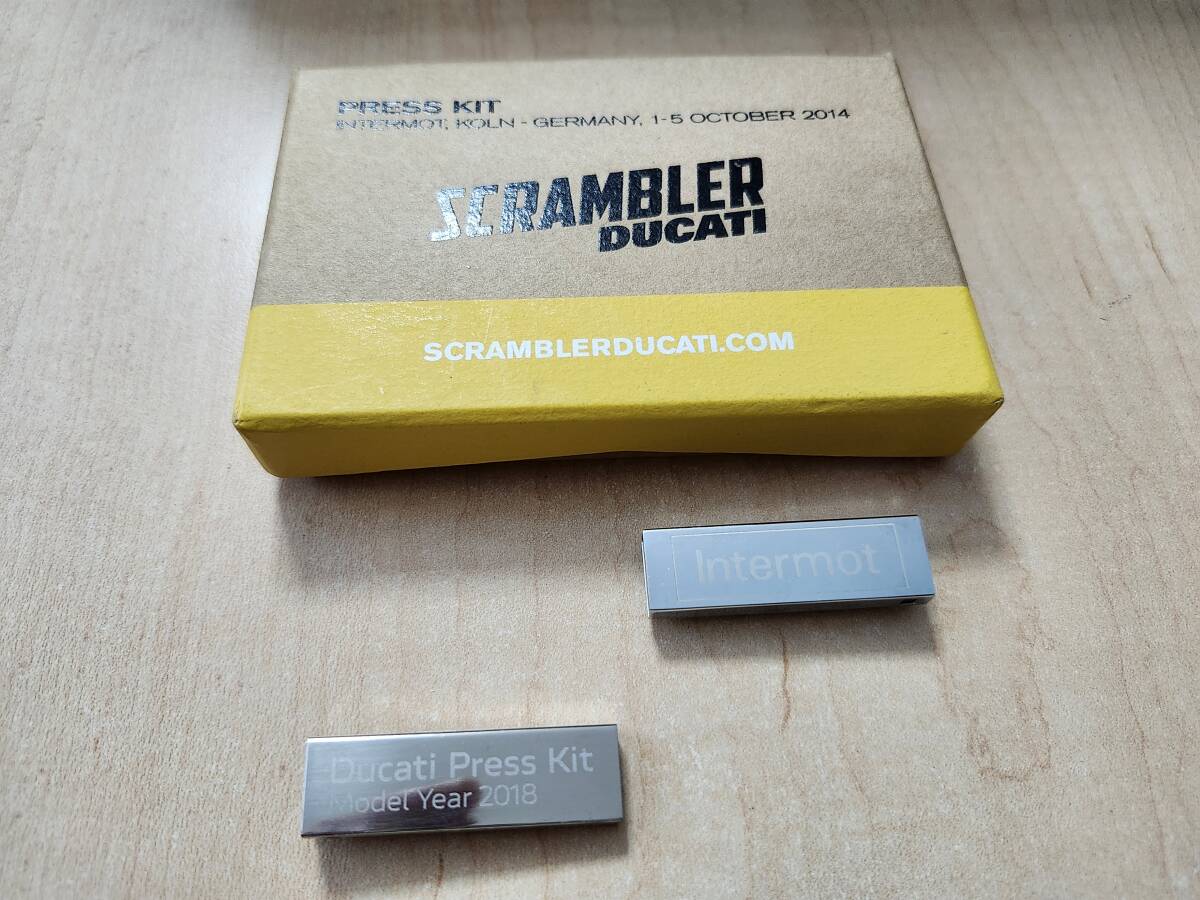 PRESS KIT
INTERMOT, KOLN - GERMANY, 1-5 OCTOBER 2014
SCRAMBLER
DUCATI
SCRAMBLERDUCATI.COM
Intermot
Ducati Press Kit
Model Year 2018